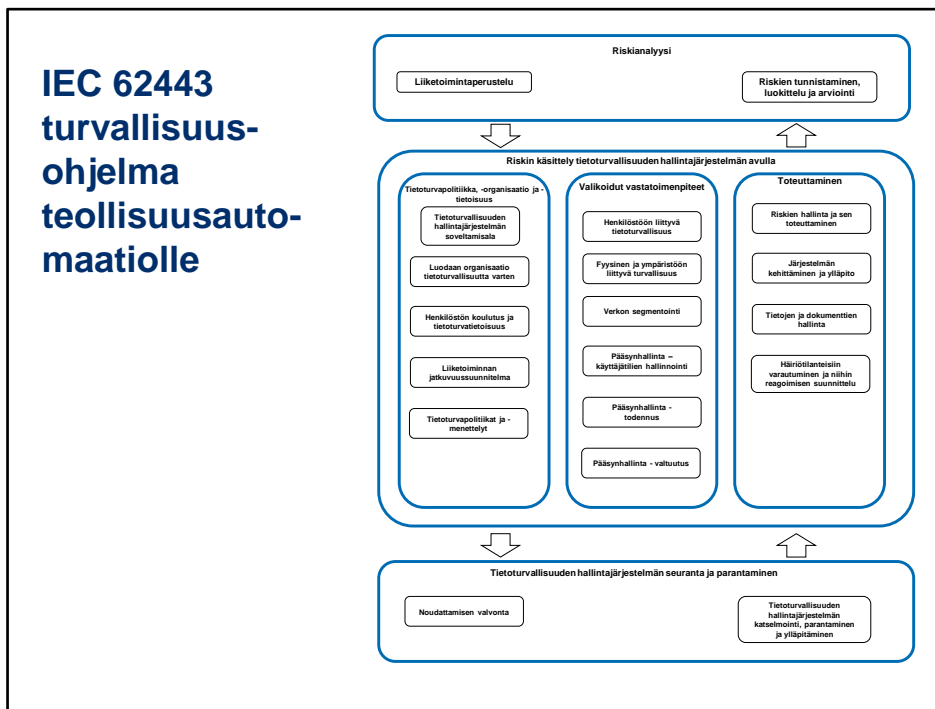 IEC 62443
turvallisuus-
ohjelma
teollisuusauto-
maatiolle
Riskianalyysi
Liiketoimintaperustelu
Riskien tunnistaminen,
luokittelu ja arviointi
Riskin käsittely tietoturvallisuuden hallintajärjestelmän avulla
Tietoturvapolitiikka, -organisaatio ja -
tietoisuus
Tietoturvallisuuden
hallintajärjestelmän
soveltamisala
Luodaan organisaatio
tietoturvallisuutta varten
Henkilöstön koulutus ja
tietoturvatietoisuus
Liiketoiminnan
jatkuvuussuunnitelma
Tietoturvapolitiikat ja -
menettelyt
Valikoidut vastatoimenpiteet
Henkilöstöön liittyvä
tietoturvallisuus
Fyysinen ja ympäristöön
liittyvä turvallisuus
Verkon segmentointi
Pääsynhallinta –
käyttäjätilien hallinnointi
Pääsynhallinta -
todennus
Pääsynhallinta - valtuutus
Toteuttaminen
Riskien hallinta ja sen
toteuttaminen
Järjestelmän
kehittäminen ja ylläpito
Tietojen ja dokumenttien
hallinta
Häiriötilanteisiin
varautuminen ja niihin
reagoimisen suunnittelu
Tietoturvallisuuden hallintajärjestelmän seuranta ja parantaminen
Noudattamisen valvonta
Tietoturvallisuuden
hallintajärjestelmän
katselmointi, parantaminen
ja ylläpitäminen